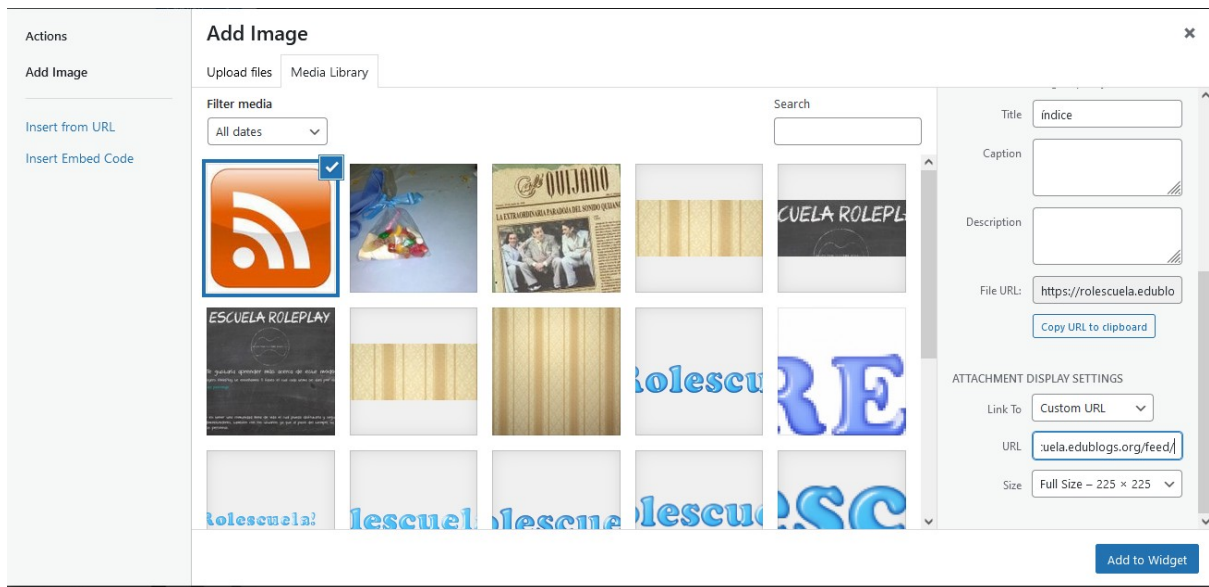 Actions
Add Image
Insert from URL
Insert Embed Code
Add Image
Upload files
Media Library
Filter media
All dates
Search
Café QUIJANO
LA EXTRAORDINARIA PARADOJA DEL SONIDO QUIJANO
CUELA ROLEPL
ESCUELA ROLEPLAY
Rolescu
RE
Rolescuela!
lescuel
olescue
lescu
SC
Title
índice
Caption
Description
File URL:
https://rolescuela.edublo
Copy URL to clipboard
ATTACHMENT DISPLAY SETTINGS
Link To
Custom URL
URL
:uela.edublogs.org/feed/
Size
Full Size – 225 × 225
Add to Widget